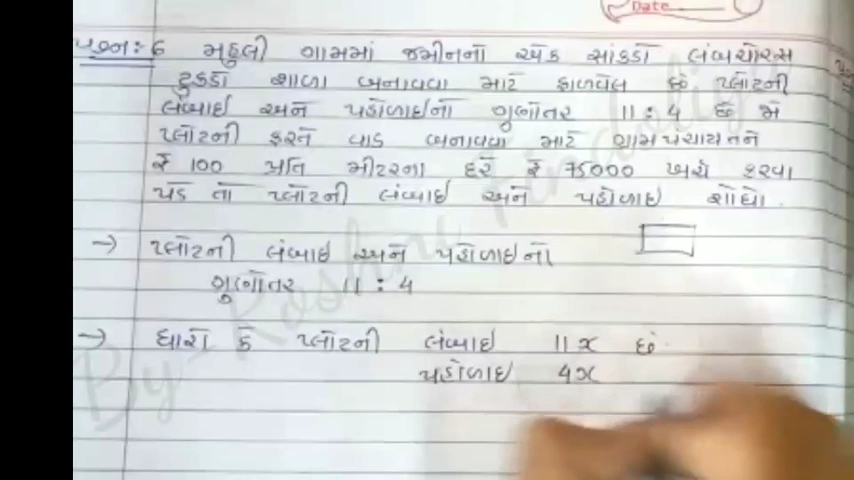 Date
પ્રશ્ન: 6 મહુલી ગામમાં જમીનનો એક સાંકડો લંબચોરસ
ટુકડો શાળા બનાવવા માટે ફાળવેલ છે પ્લોટની
લંબાઈ અને પહોળાઈનો ગુણોતર 11 : 4 છે જો
પ્લોટની ફરતે વાડ બનાવવા માટે ગ્રામપંચાયતને
₹ 100 પ્રતિ મીટરના દરે ₹ 75000 ખર્ચ કરવા
પડે તો પ્લોટની લંબાઈ અને પહોળાઈ શોધો.
→ પ્લોટની લંબાઈ અને પહોળાઈનો
ગુણોતર 11 : 4
→ ધારો કે પ્લોટની લંબાઈ 11x છે
પહોળાઈ 4x
By- Roshni